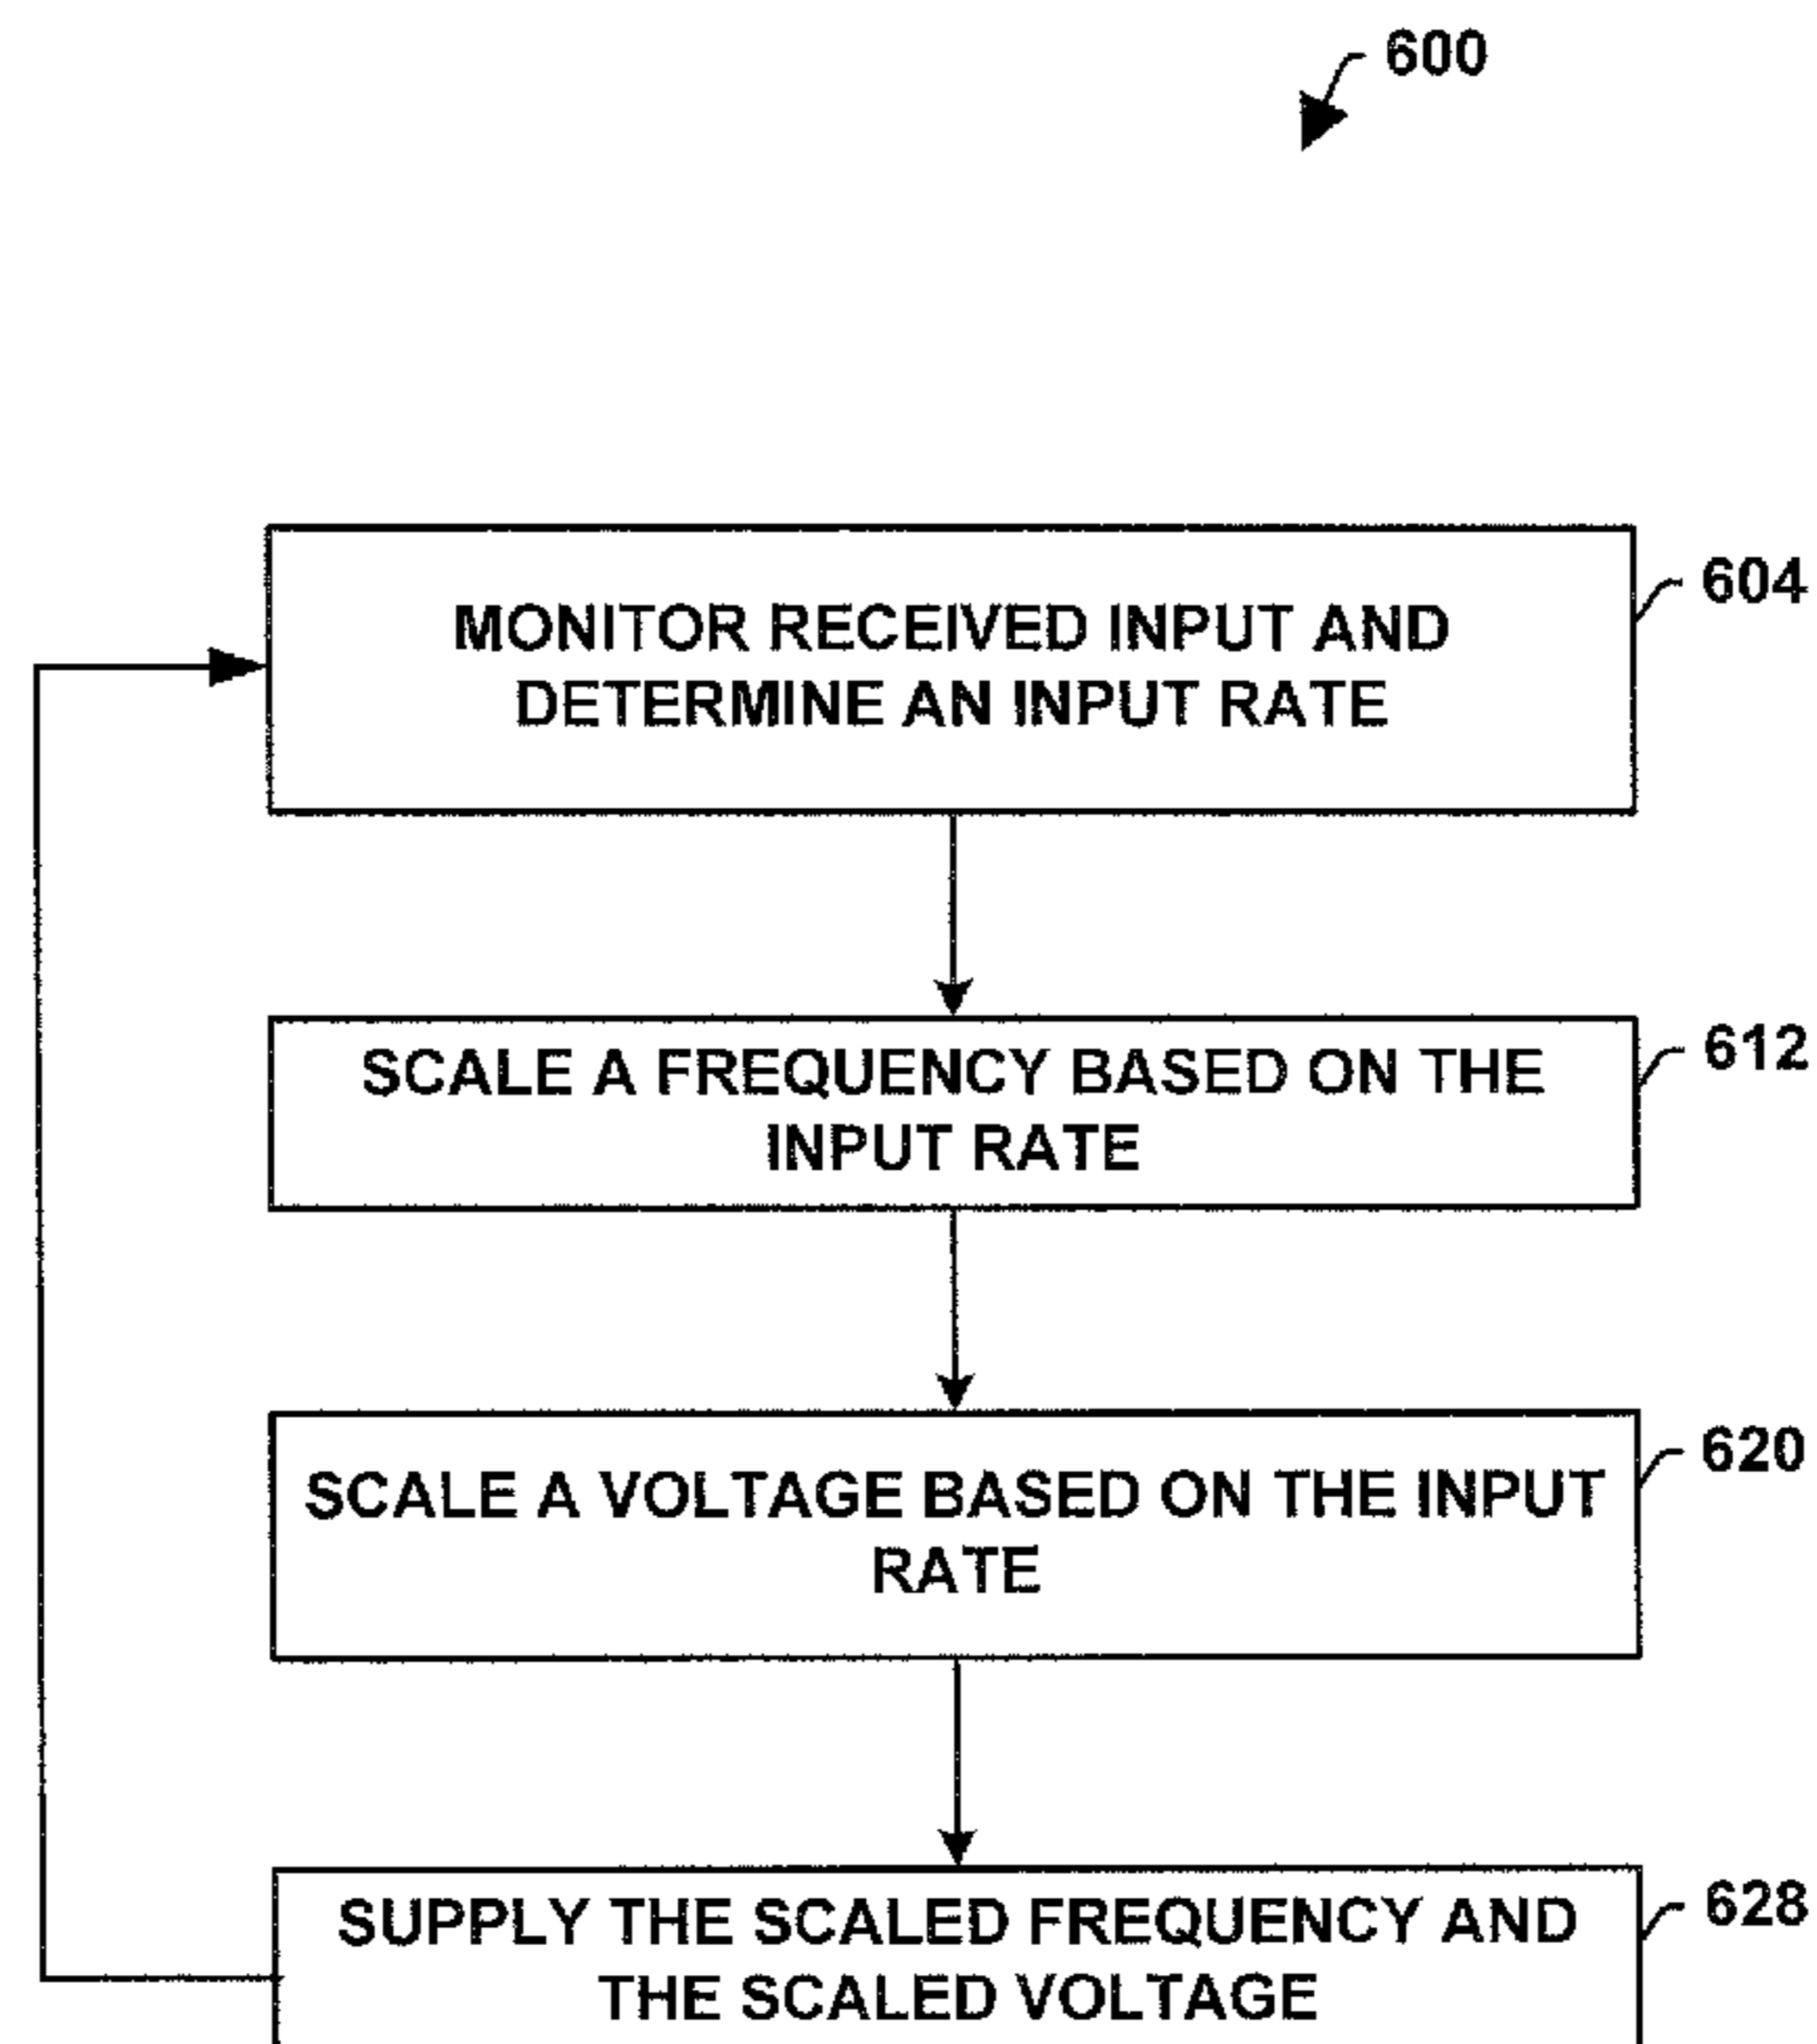 600
MONITOR RECEIVED INPUT AND
DETERMINE AN INPUT RATE
604
SCALE A FREQUENCY BASED ON THE
INPUT RATE
612
SCALE A VOLTAGE BASED ON THE INPUT
RATE
620
SUPPLY THE SCALED FREQUENCY AND
THE SCALED VOLTAGE
628